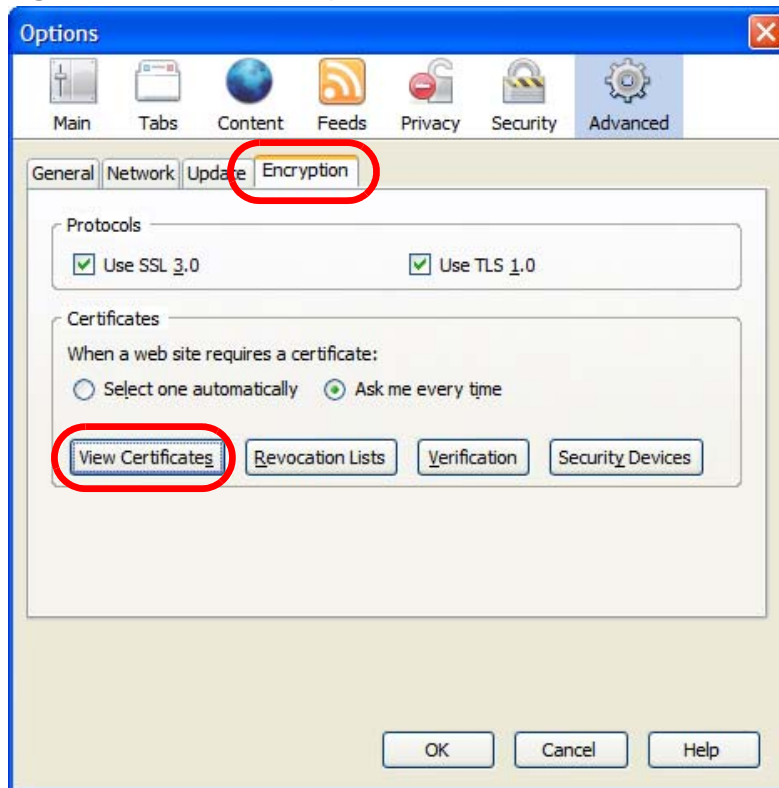 Options
Main Tabs Content Feeds Privacy Security Advanced
General Network Update Encryption
Protocols
Use SSL 3.0 Use TLS 1.0
Certificates
When a web site requires a certificate:
Select one automatically Ask me every time
View Certificates Revocation Lists Verification Security Devices
OK Cancel Help